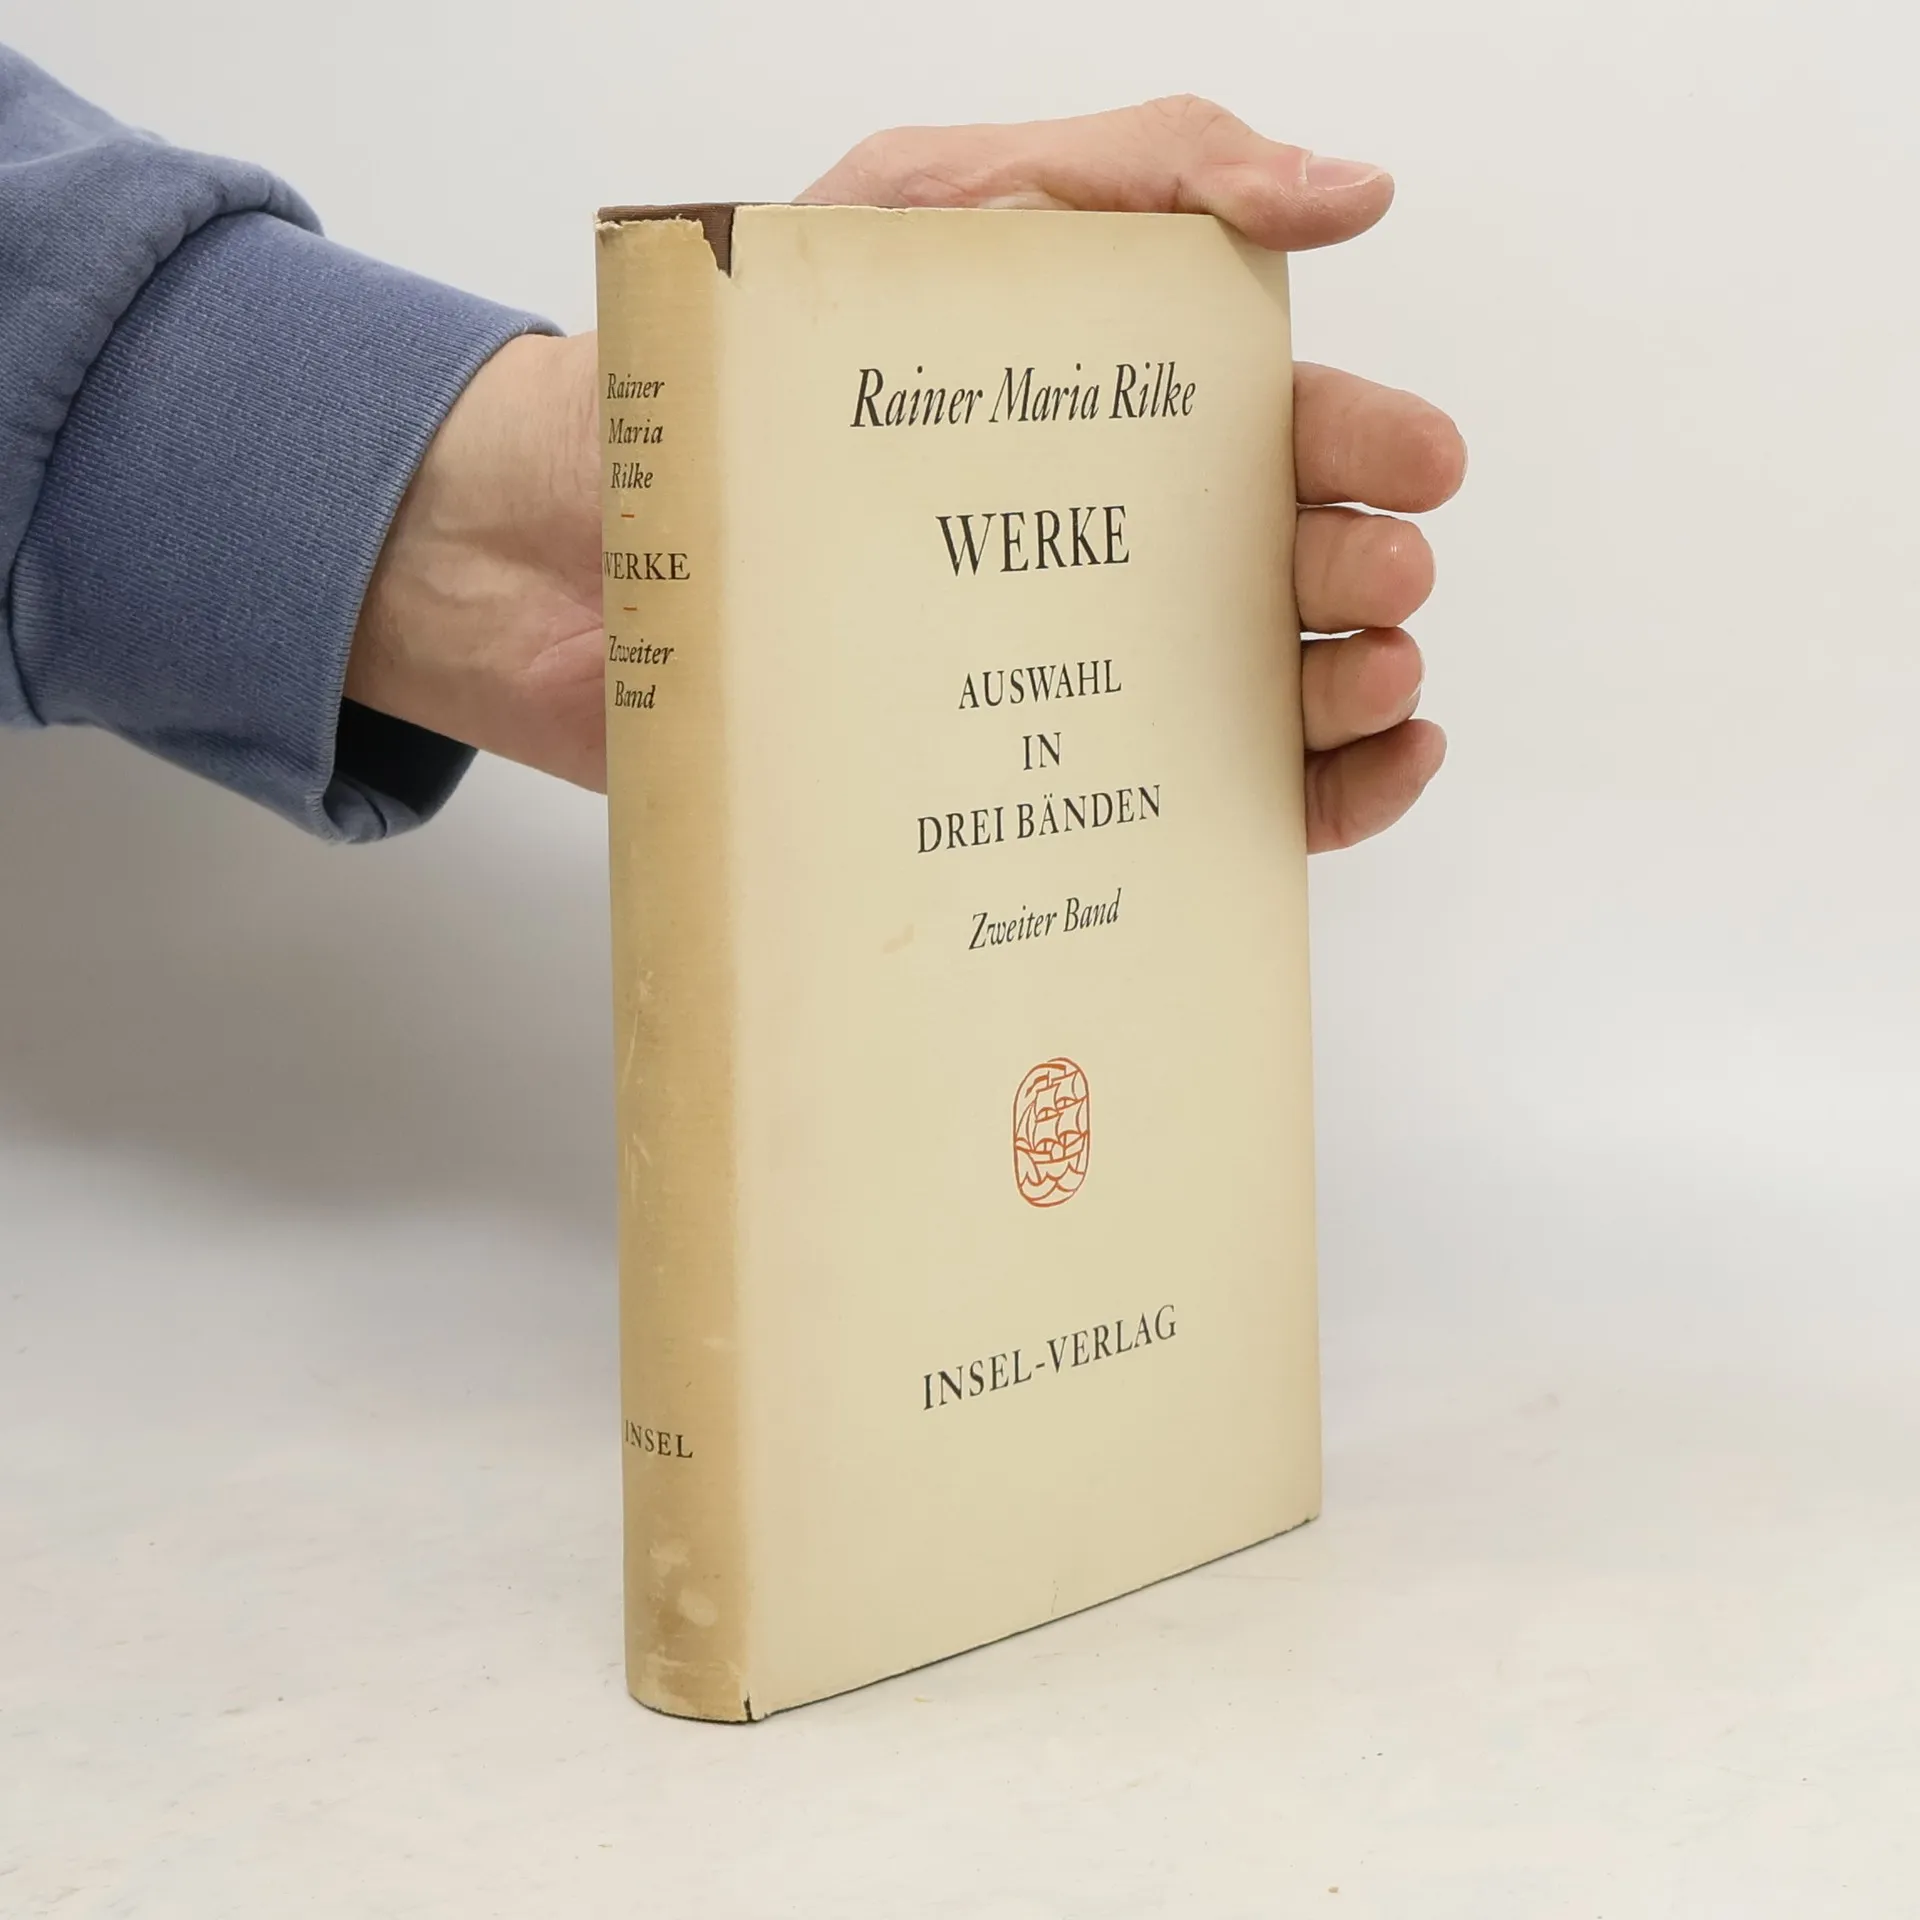 Rainer
Maria
Rilke
WERKE
Zweiter
Band
INSEL
Rainer Maria Rilke
WERKE
AUSWAHL
IN
DREI BÄNDEN
Zweiter Band
INSEL-VERLAG